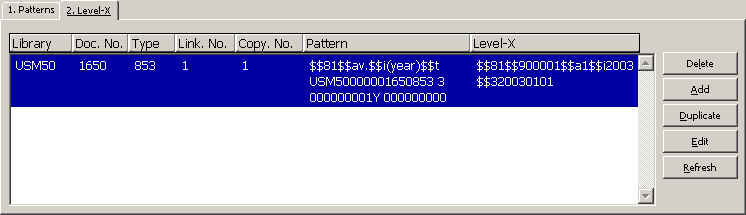 1. Patterns 2. Level-X
Library Doc. No. Type Link. No. Copy. No. Pattern Level-X
USM50 1650 853 1 1 $$81$$av.$$i(year)$$t $$81$$900001$$a1$$i2003
USM50000001650853 3 $$320030101
000000001Y 000000000
Delete
Add
Duplicate
Edit
Refresh